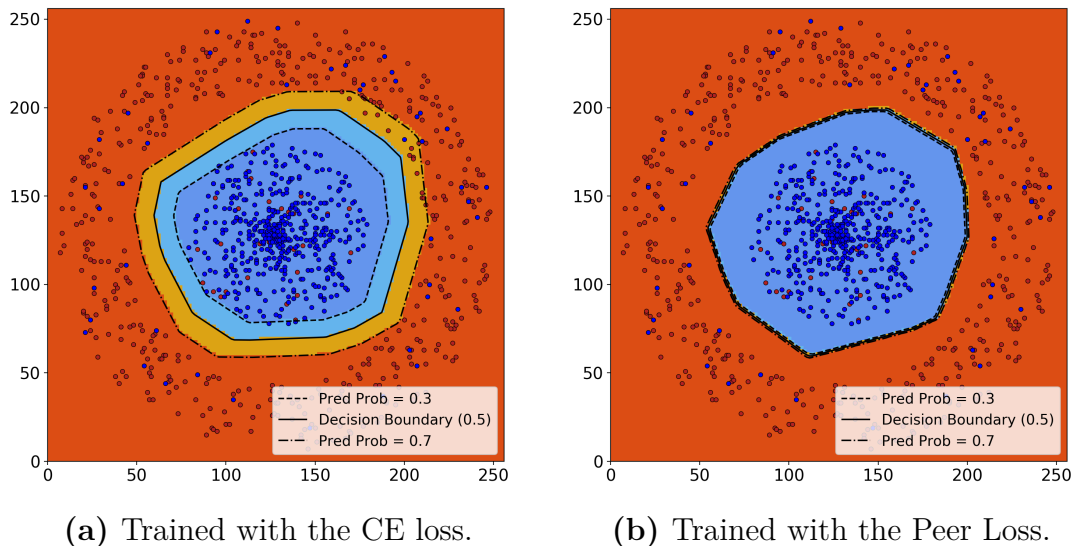 250
200
150
100
50
0
0 50 100 150 200 250
Pred Prob = 0.3
Decision Boundary (0.5)
Pred Prob = 0.7
(a) Trained with the CE loss.
250
200
150
100
50
0
0 50 100 150 200 250
Pred Prob = 0.3
Decision Boundary (0.5)
Pred Prob = 0.7
(b) Trained with the Peer Loss.